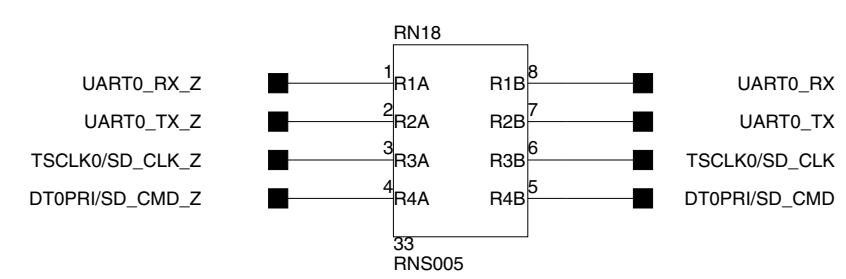 RN18
UART0_RX_Z 1 R1A R1B 8 UART0_RX
UART0_TX_Z 2 R2A R2B 7 UART0_TX
TSCLK0/SD_CLK_Z 3 R3A R3B 6 TSCLK0/SD_CLK
DT0PRI/SD_CMD_Z 4 R4A R4B 5 DT0PRI/SD_CMD
33
RNS005